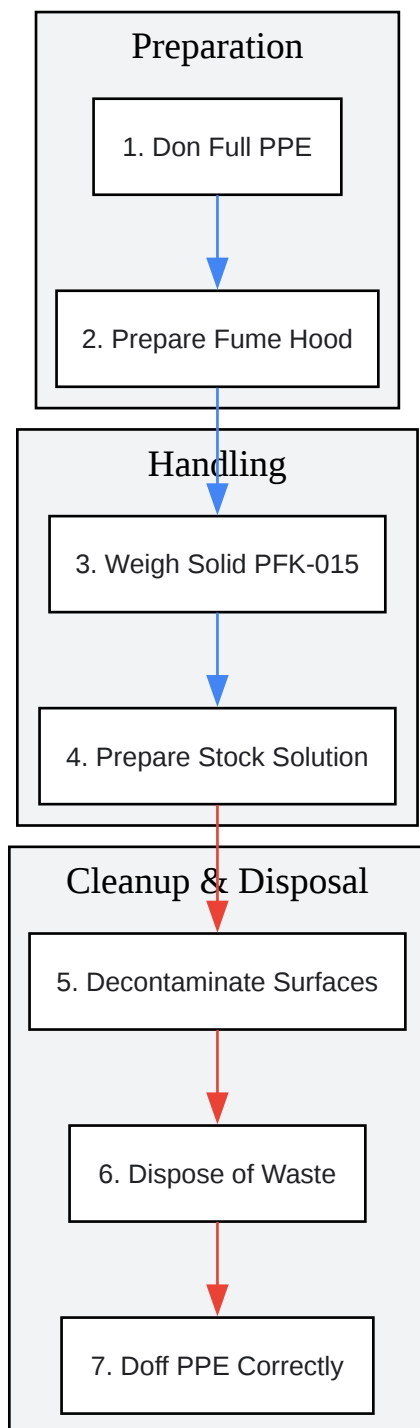 Preparation
1. Don Full PPE
2. Prepare Fume Hood
Handling
3. Weigh Solid PFK-015
4. Prepare Stock Solution
Cleanup & Disposal
5. Decontaminate Surfaces
6. Dispose of Waste
7. Doff PPE Correctly